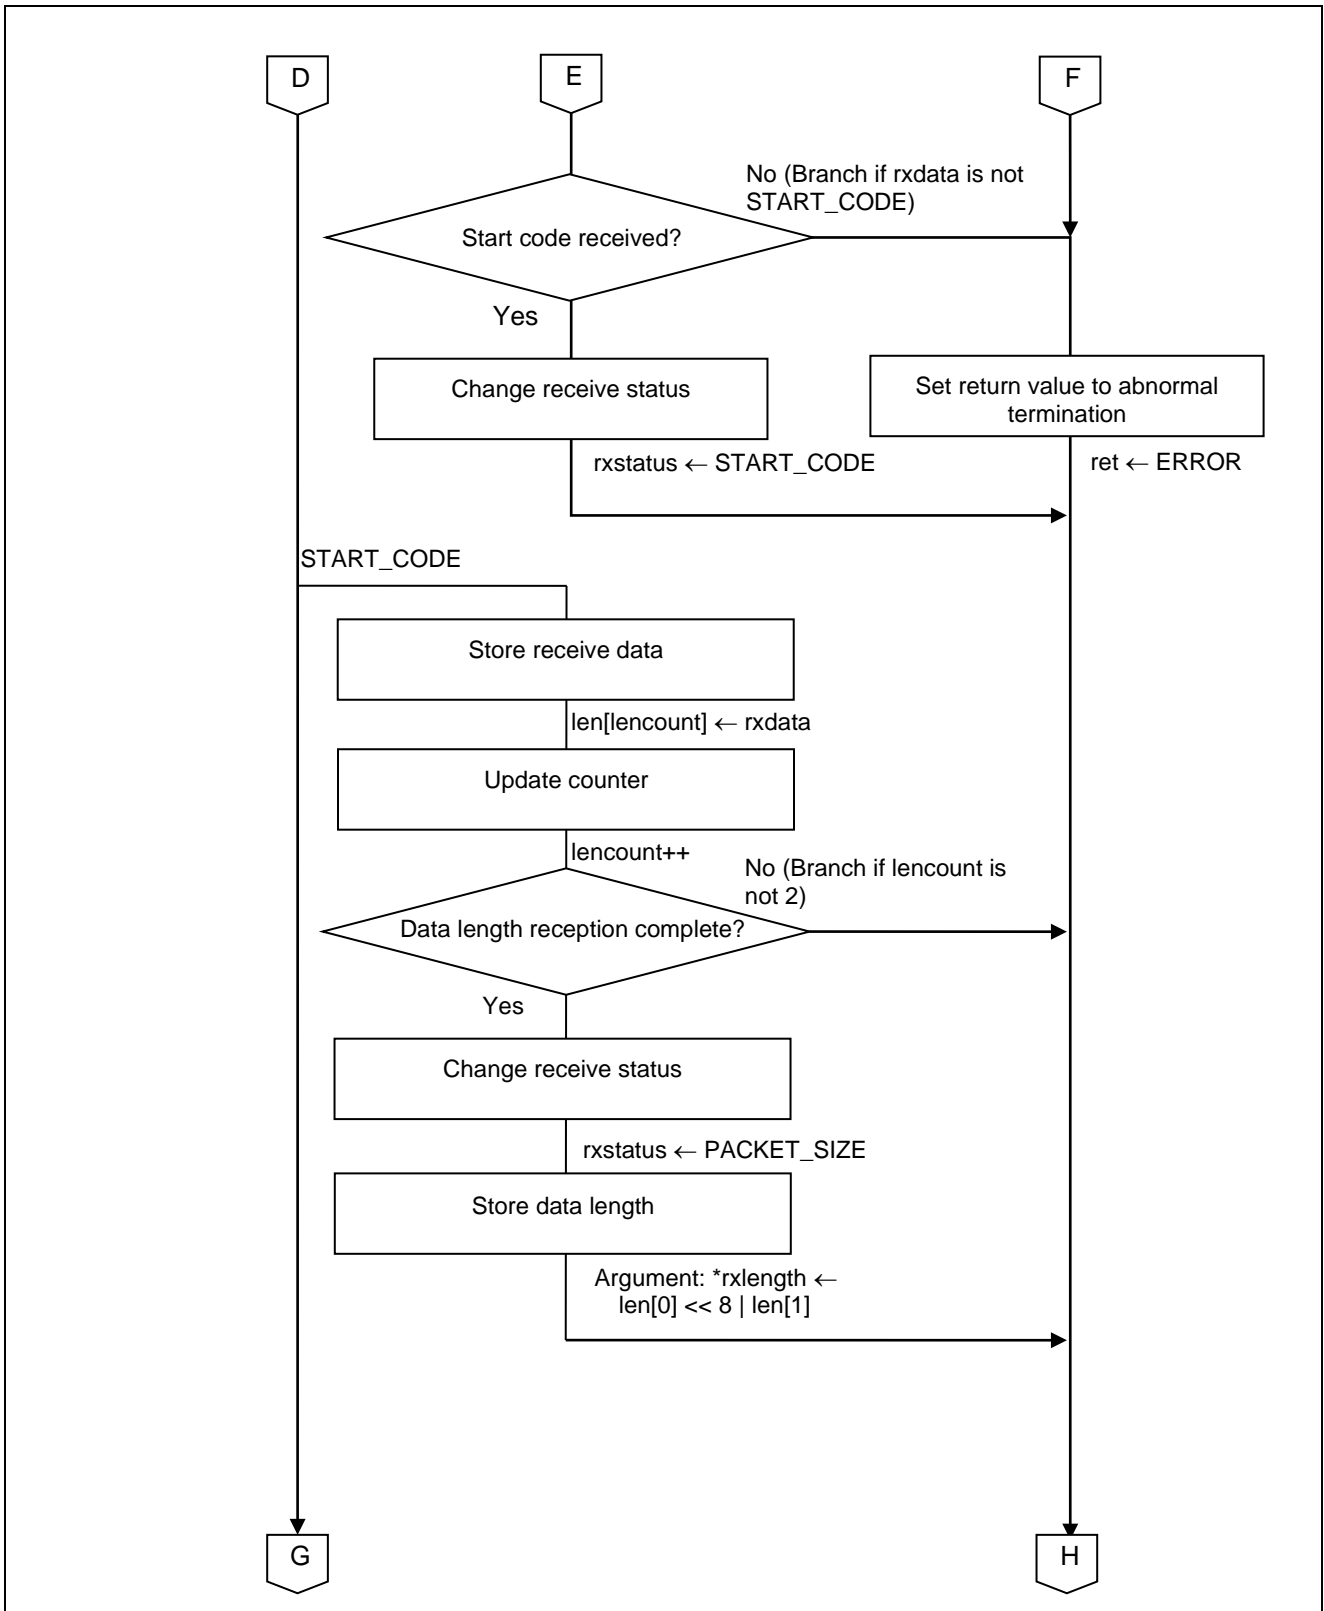 D
E
F
No (Branch if rxdata is not
START_CODE)
Start code received?
Yes
Change receive status
Set return value to abnormal
termination
rxstatus ← START_CODE
ret ← ERROR
START_CODE
Store receive data
len[lencount] ← rxdata
Update counter
lencount++
No (Branch if lencount is
not 2)
Data length reception complete?
Yes
Change receive status
rxstatus ← PACKET_SIZE
Store data length
Argument: *rxlength ←
len[0] << 8 | len[1]
G
H